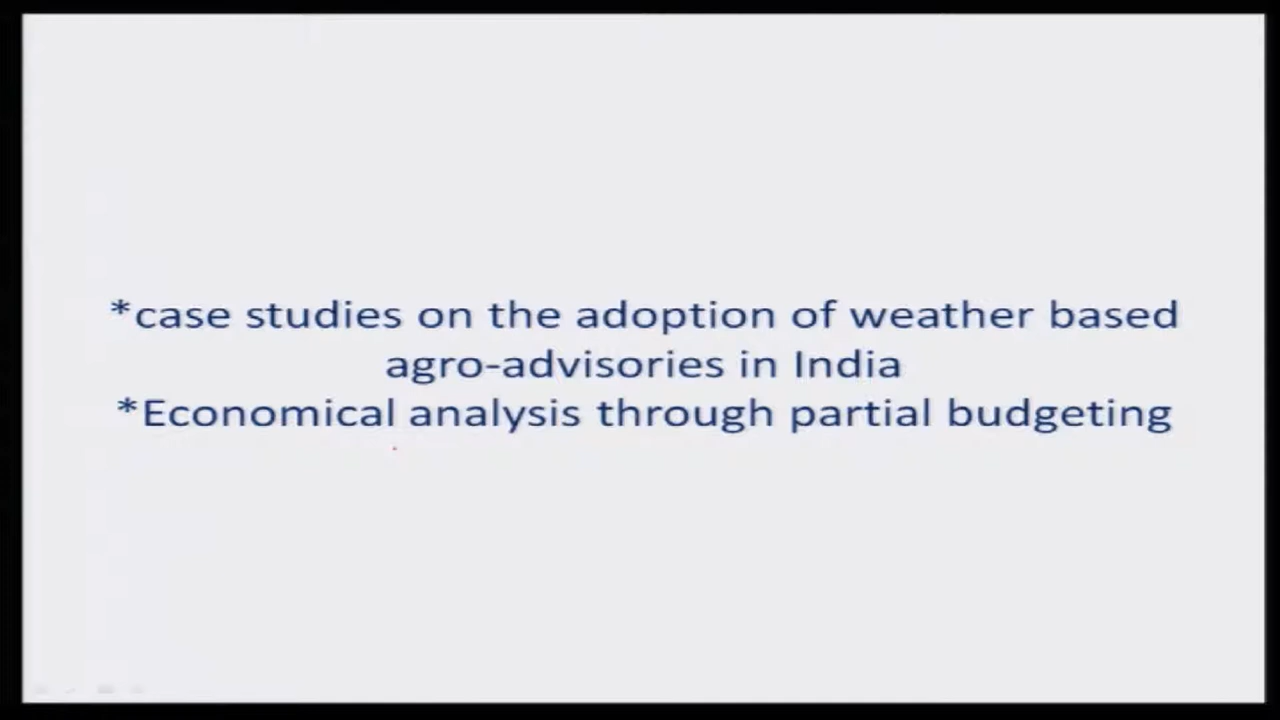 *case studies on the adoption of weather based
agro-advisories in India
*Economical analysis through partial budgeting